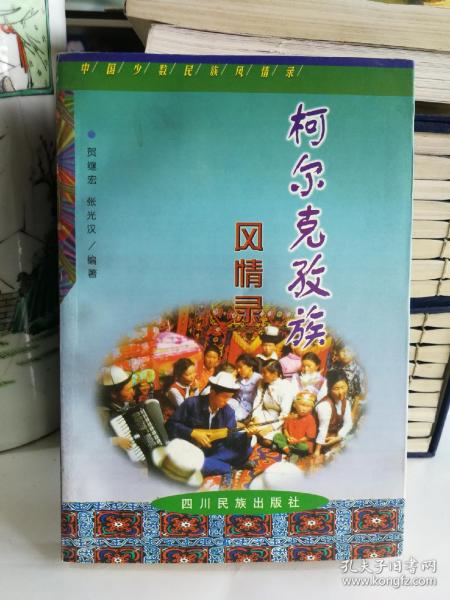 中/国/少/数/民/族/风/情/录/
柯尔克孜族
风情录
贺继宏 张光汉/编著
四川民族出版社
孔夫子旧书网
kongfz.com